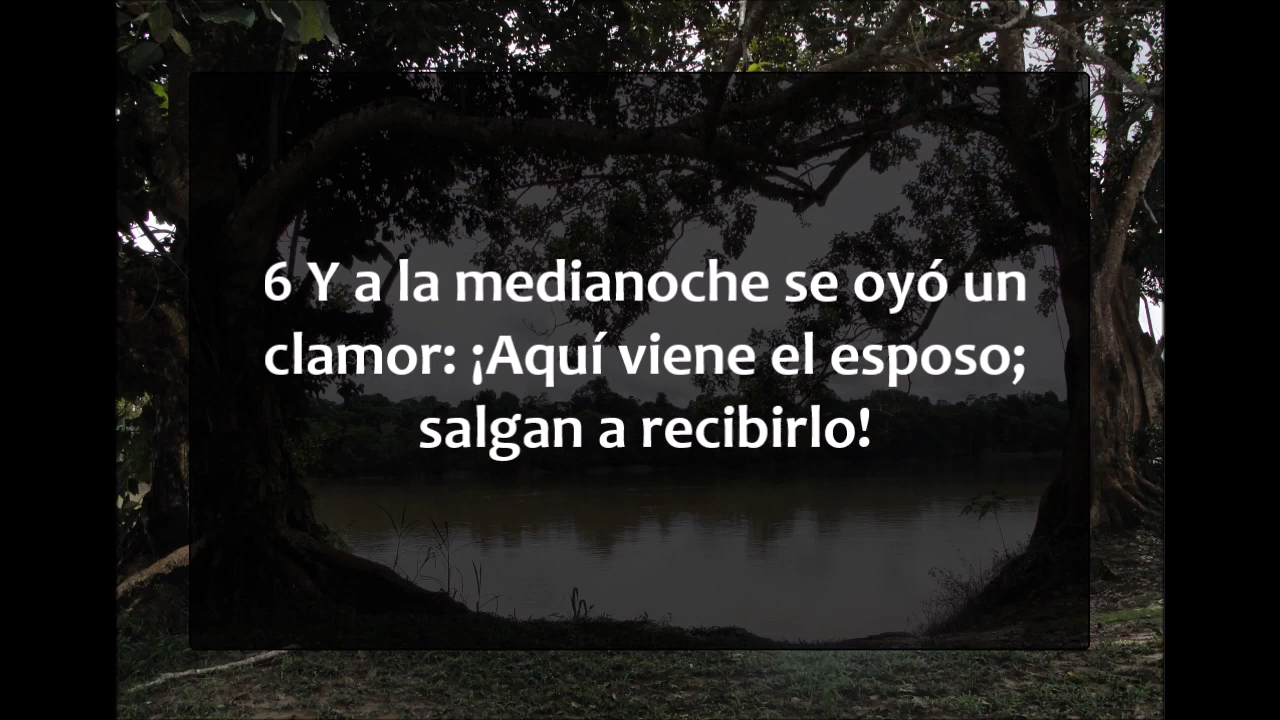 6 Y a la medianoche se oyó un
clamor: ¡Aquí viene el esposo;
salgan a recibirlo!